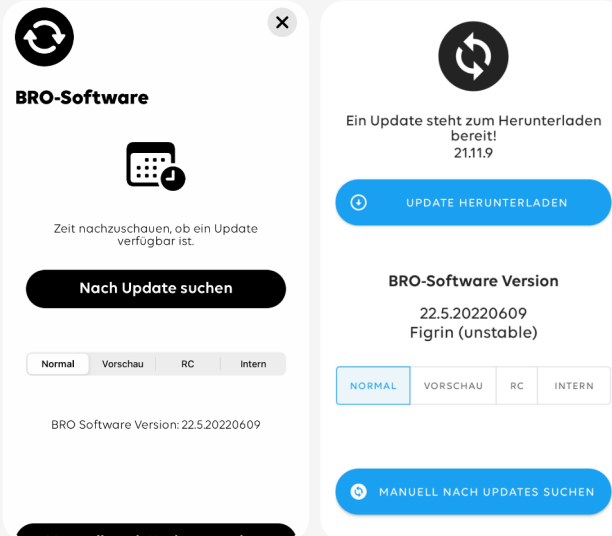 BRO-Software
Zeit nachzuschauen, ob ein Update
verfügbar ist.
Nach Update suchen
Normal
Vorschau
RC
Intern
BRO Software Version: 22.5.20220609
Ein Update steht zum Herunterladen
bereit!
21.11.9
UPDATE HERUNTERLADEN
BRO-Software Version
22.5.20220609
Figrin (unstable)
NORMAL
VORSCHAU
RC
INTERN
MANUELL NACH UPDATES SUCHEN